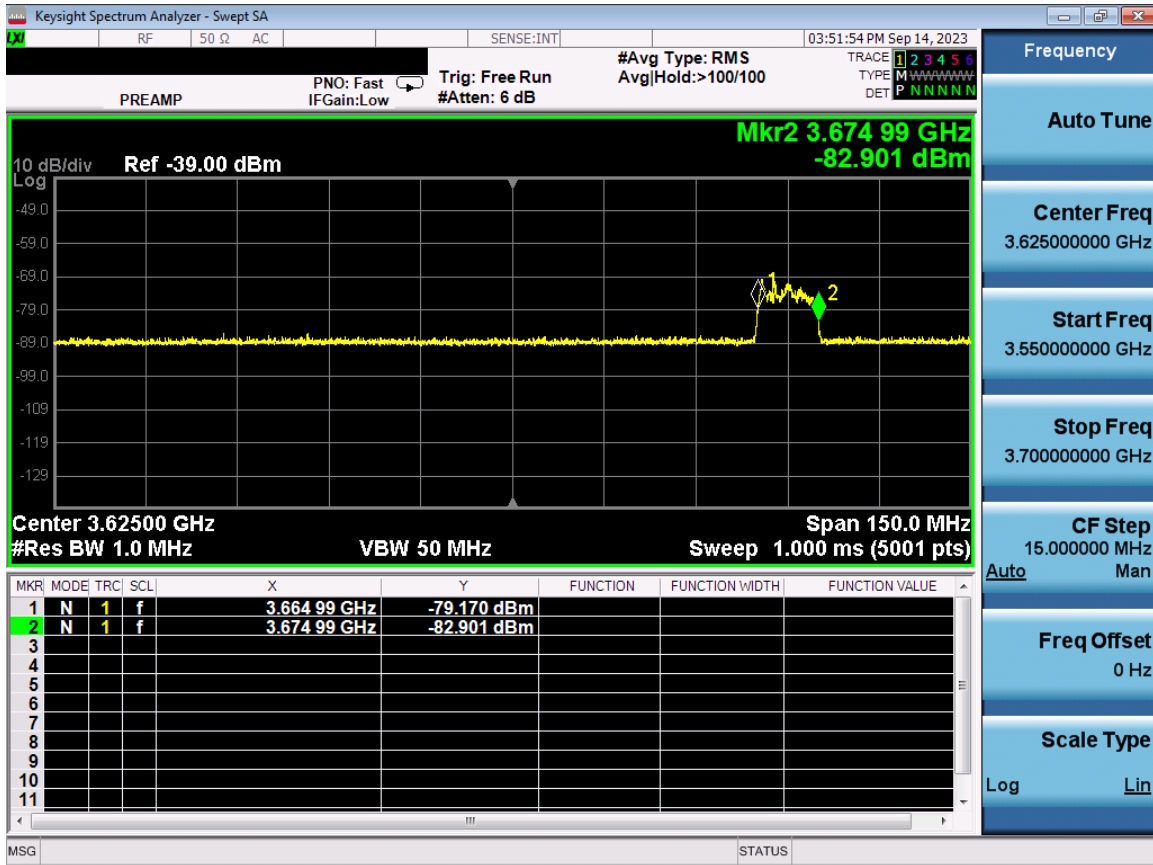 Keysight Spectrum Analyzer - Swept SA
LXI RF 50 Ω AC SENSE:INT 03:51:54 PM Sep 14, 2023
#Avg Type: RMS TRACE 1 2 3 4 5 6
PNO: Fast Trig: Free Run Avg|Hold:>100/100 TYPE M WWWWW
PREAMP IFGain:Low #Atten: 6 dB DET P N N N N N
Mkr2 3.674 99 GHz
-82.901 dBm
10 dB/div Ref -39.00 dBm
Log
-49.0
-59.0
-69.0
1
2
-79.0
-89.0
-99.0
-109
-119
-129
Center 3.62500 GHz Span 150.0 MHz
#Res BW 1.0 MHz VBW 50 MHz Sweep 1.000 ms (5001 pts)
MKR MODE TRC SCL X Y FUNCTION FUNCTION WIDTH FUNCTION VALUE
1 N 1 f 3.664 99 GHz -79.170 dBm
2 N 1 f 3.674 99 GHz -82.901 dBm
3
4
5
6
7
8
9
10
11
MSG STATUS
Frequency
Auto Tune
Center Freq
3.625000000 GHz
Start Freq
3.550000000 GHz
Stop Freq
3.700000000 GHz
CF Step
15.000000 MHz
Auto Man
Freq Offset
0 Hz
Scale Type
Log Lin